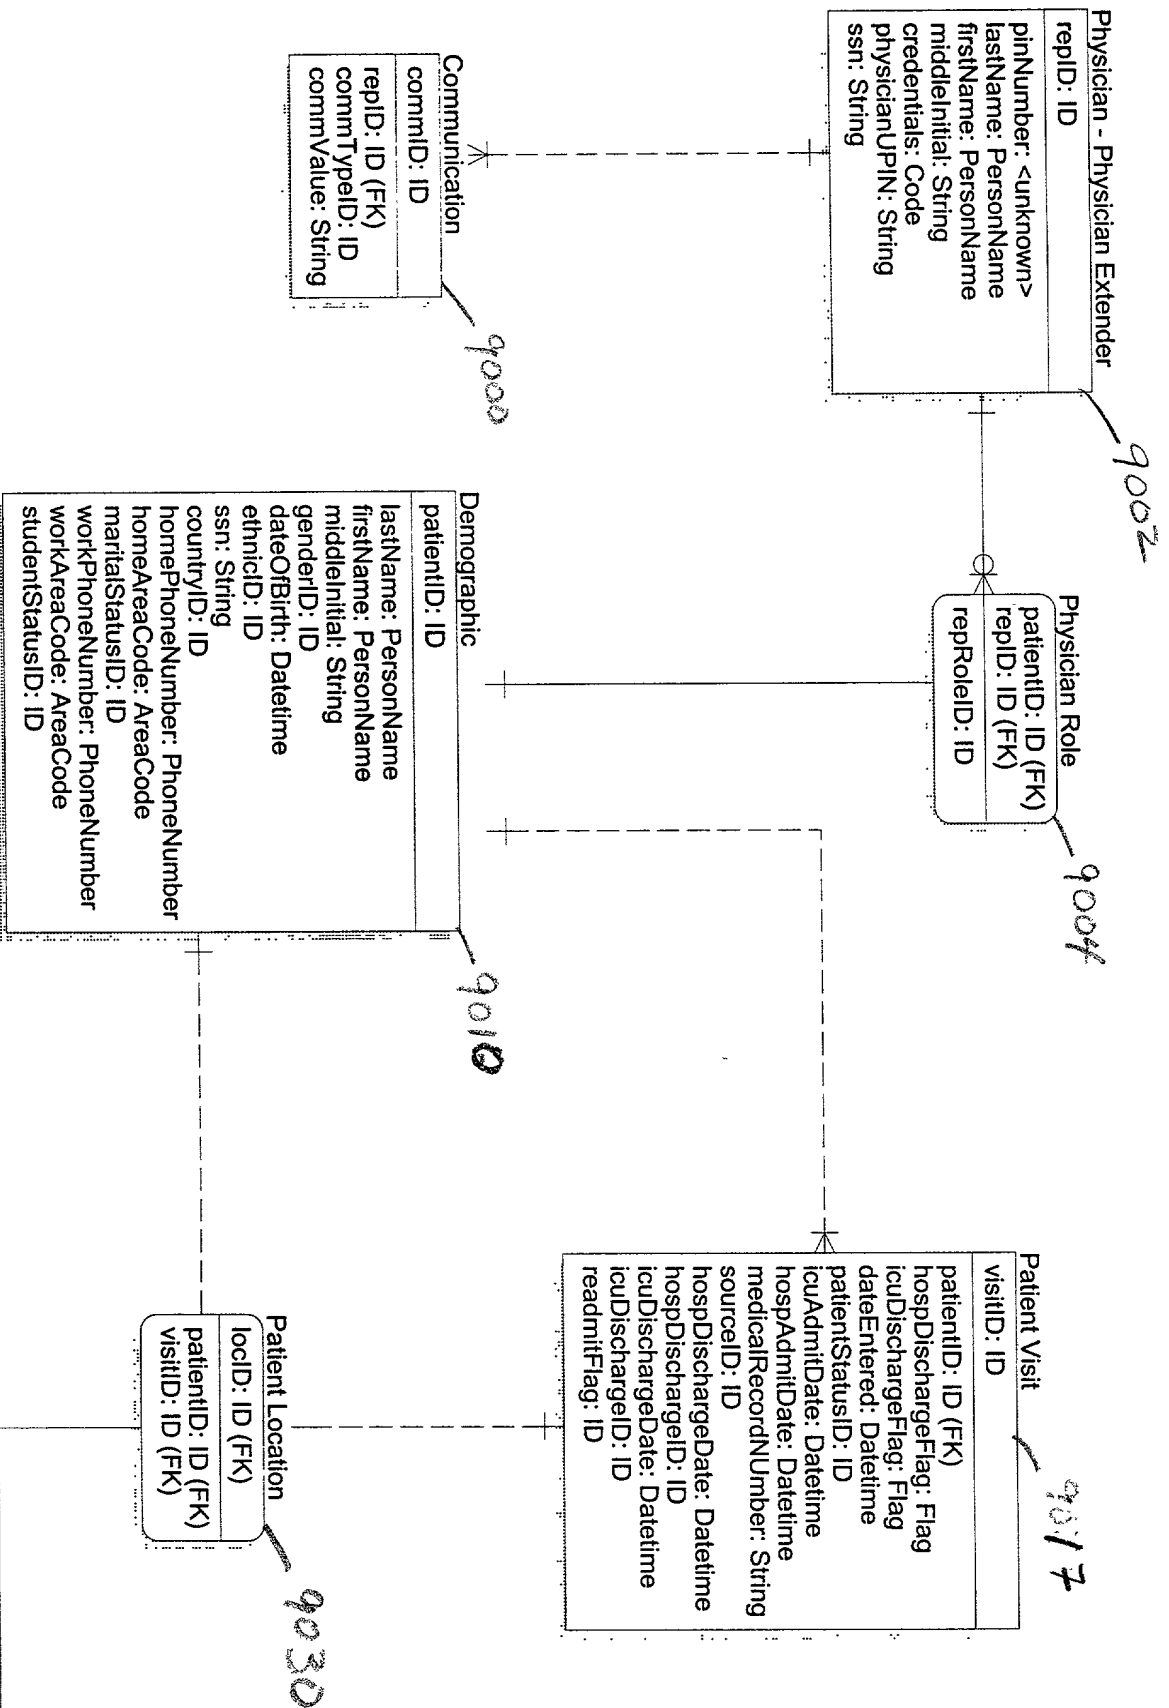 Physician - Physician Extender
repID: ID
pinNumber: <unknown>
lastName: PersonName
firstName: PersonName
middleInitial: String
credentials: Code
physicianUPIN: String
ssn: String
9002
Physician Role
patientID: ID (FK)
repID: ID (FK)
repRoleID: ID
9004
Patient Visit
visitID: ID
patientID: ID (FK)
hospDischargeFlag: Flag
icuDischargeFlag: Flag
dateEntered: Datetime
patientStatusID: ID
icuAdmitDate: Datetime
hospAdmitDate: Datetime
medicalRecordNUmber: String
sourceID: ID
hospDischargeDate: Datetime
hospDischargeID: ID
icuDischargeDate: Datetime
icuDischargeID: ID
readmitFlag: ID
9017
Communication
commID: ID
repID: ID (FK)
commTypeID: ID
commValue: String
9000
Demographic
patientID: ID
lastName: PersonName
firstName: PersonName
middleInitial: String
genderID: ID
dateOfBirth: Datetime
ethnicID: ID
ssn: String
countryID: ID
homePhoneNumber: PhoneNumber
homeAreaCode: AreaCode
maritalStatusID: ID
workPhoneNumber: PhoneNumber
workAreaCode: AreaCode
studentStatusID: ID
9010
Patient Location
locID: ID (FK)
patientID: ID (FK)
visitID: ID (FK)
9030